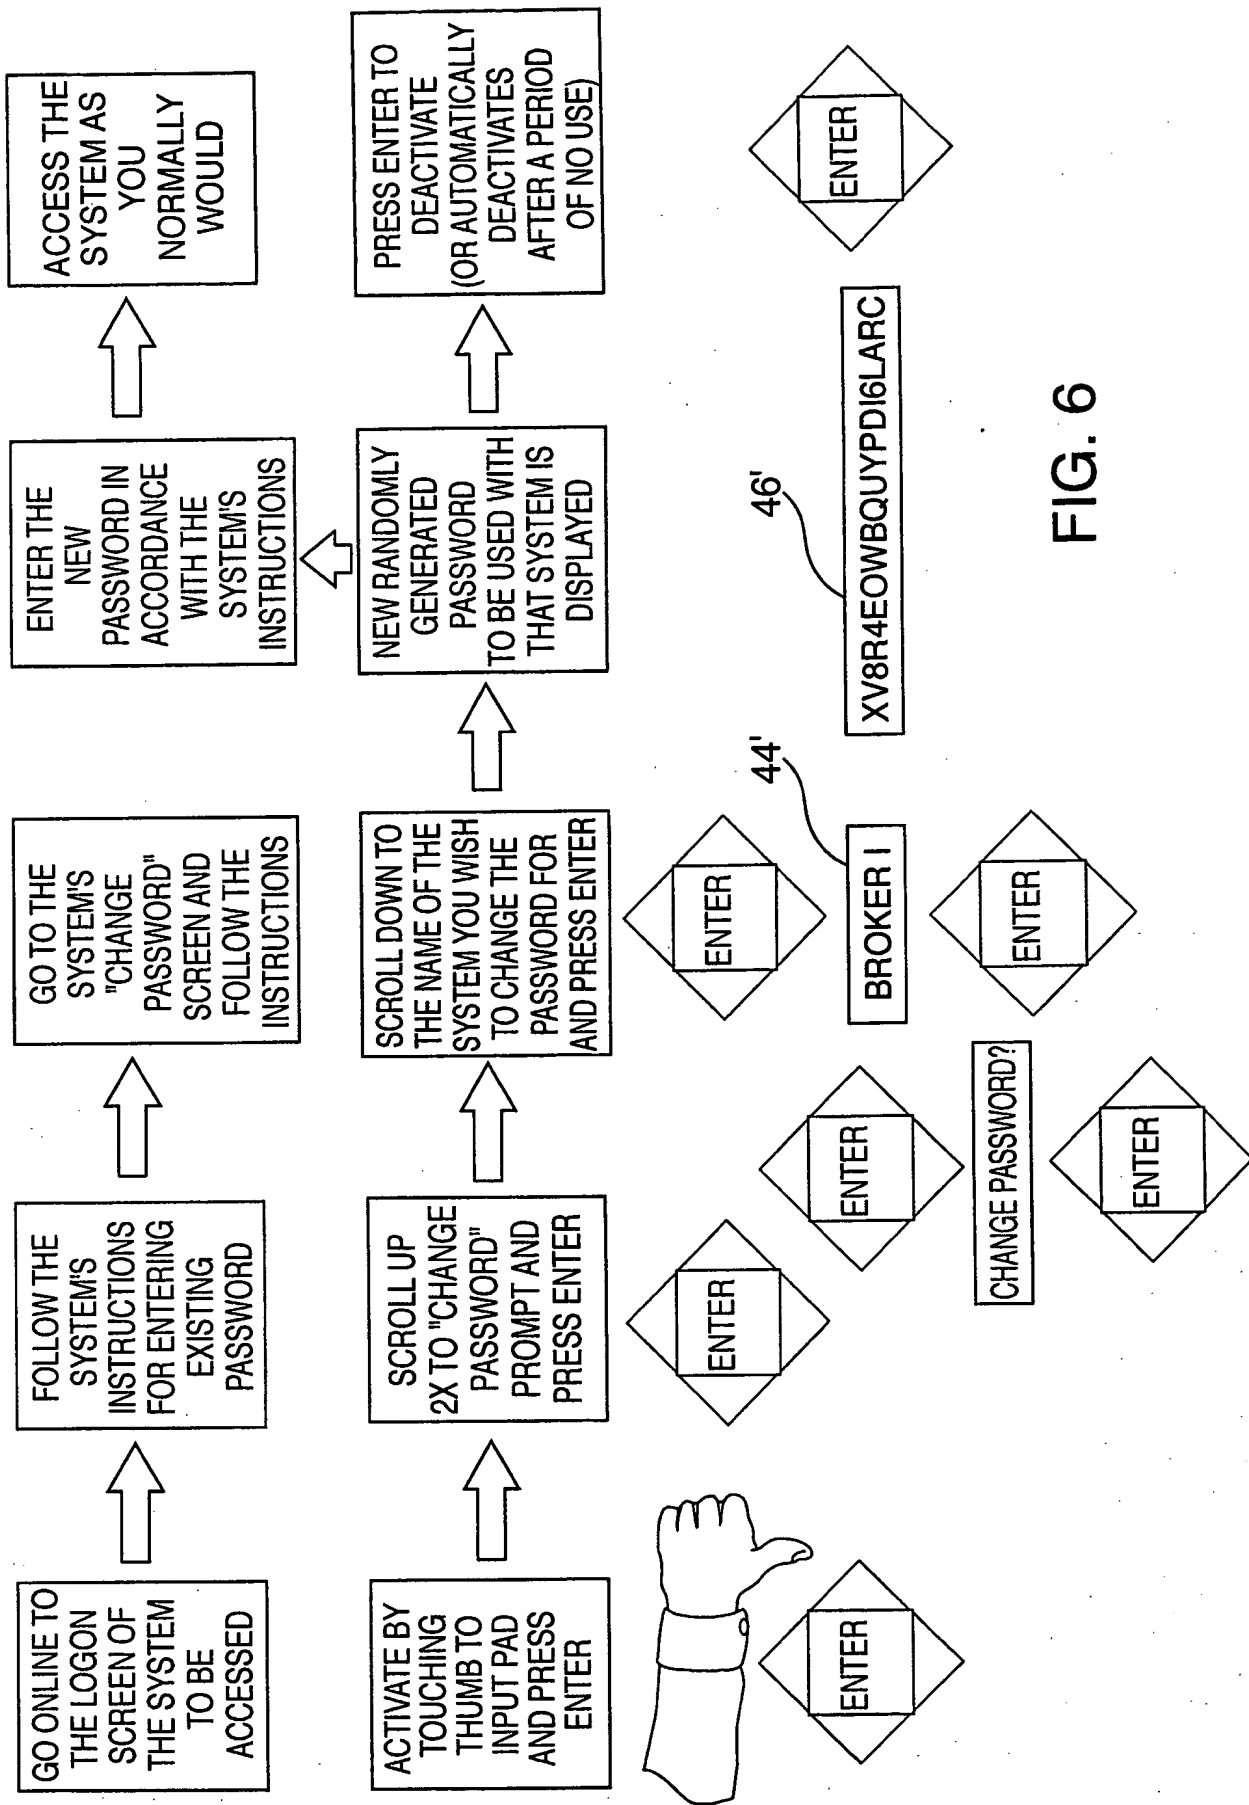 GO ONLINE TO
THE LOGON
SCREEN OF
THE SYSTEM
TO BE
ACCESSED
FOLLOW THE
SYSTEM'S
INSTRUCTIONS
FOR ENTERING
EXISTING
PASSWORD
GO TO THE
SYSTEM'S
"CHANGE
PASSWORD"
SCREEN AND
FOLLOW THE
INSTRUCTIONS
ENTER THE
NEW
PASSWORD IN
ACCORDANCE
WITH THE
SYSTEM'S
INSTRUCTIONS
ACCESS THE
SYSTEM AS
YOU
NORMALLY
WOULD
ACTIVATE BY
TOUCHING
THUMB TO
INPUT PAD
AND PRESS
ENTER
SCROLL UP
2X TO "CHANGE
PASSWORD"
PROMPT AND
PRESS ENTER
SCROLL DOWN TO
THE NAME OF THE
SYSTEM YOU WISH
TO CHANGE THE
PASSWORD FOR
AND PRESS ENTER
NEW RANDOMLY
GENERATED
PASSWORD
TO BE USED WITH
THAT SYSTEM IS
DISPLAYED
PRESS ENTER TO
DEACTIVATE
(OR AUTOMATICALLY
DEACTIVATES
AFTER A PERIOD
OF NO USE)
ENTER
ENTER
ENTER
CHANGE PASSWORD?
ENTER
ENTER
44'
BROKER I
ENTER
46'
XV8R4EOWBQUYPDI6LARC
ENTER
FIG. 6